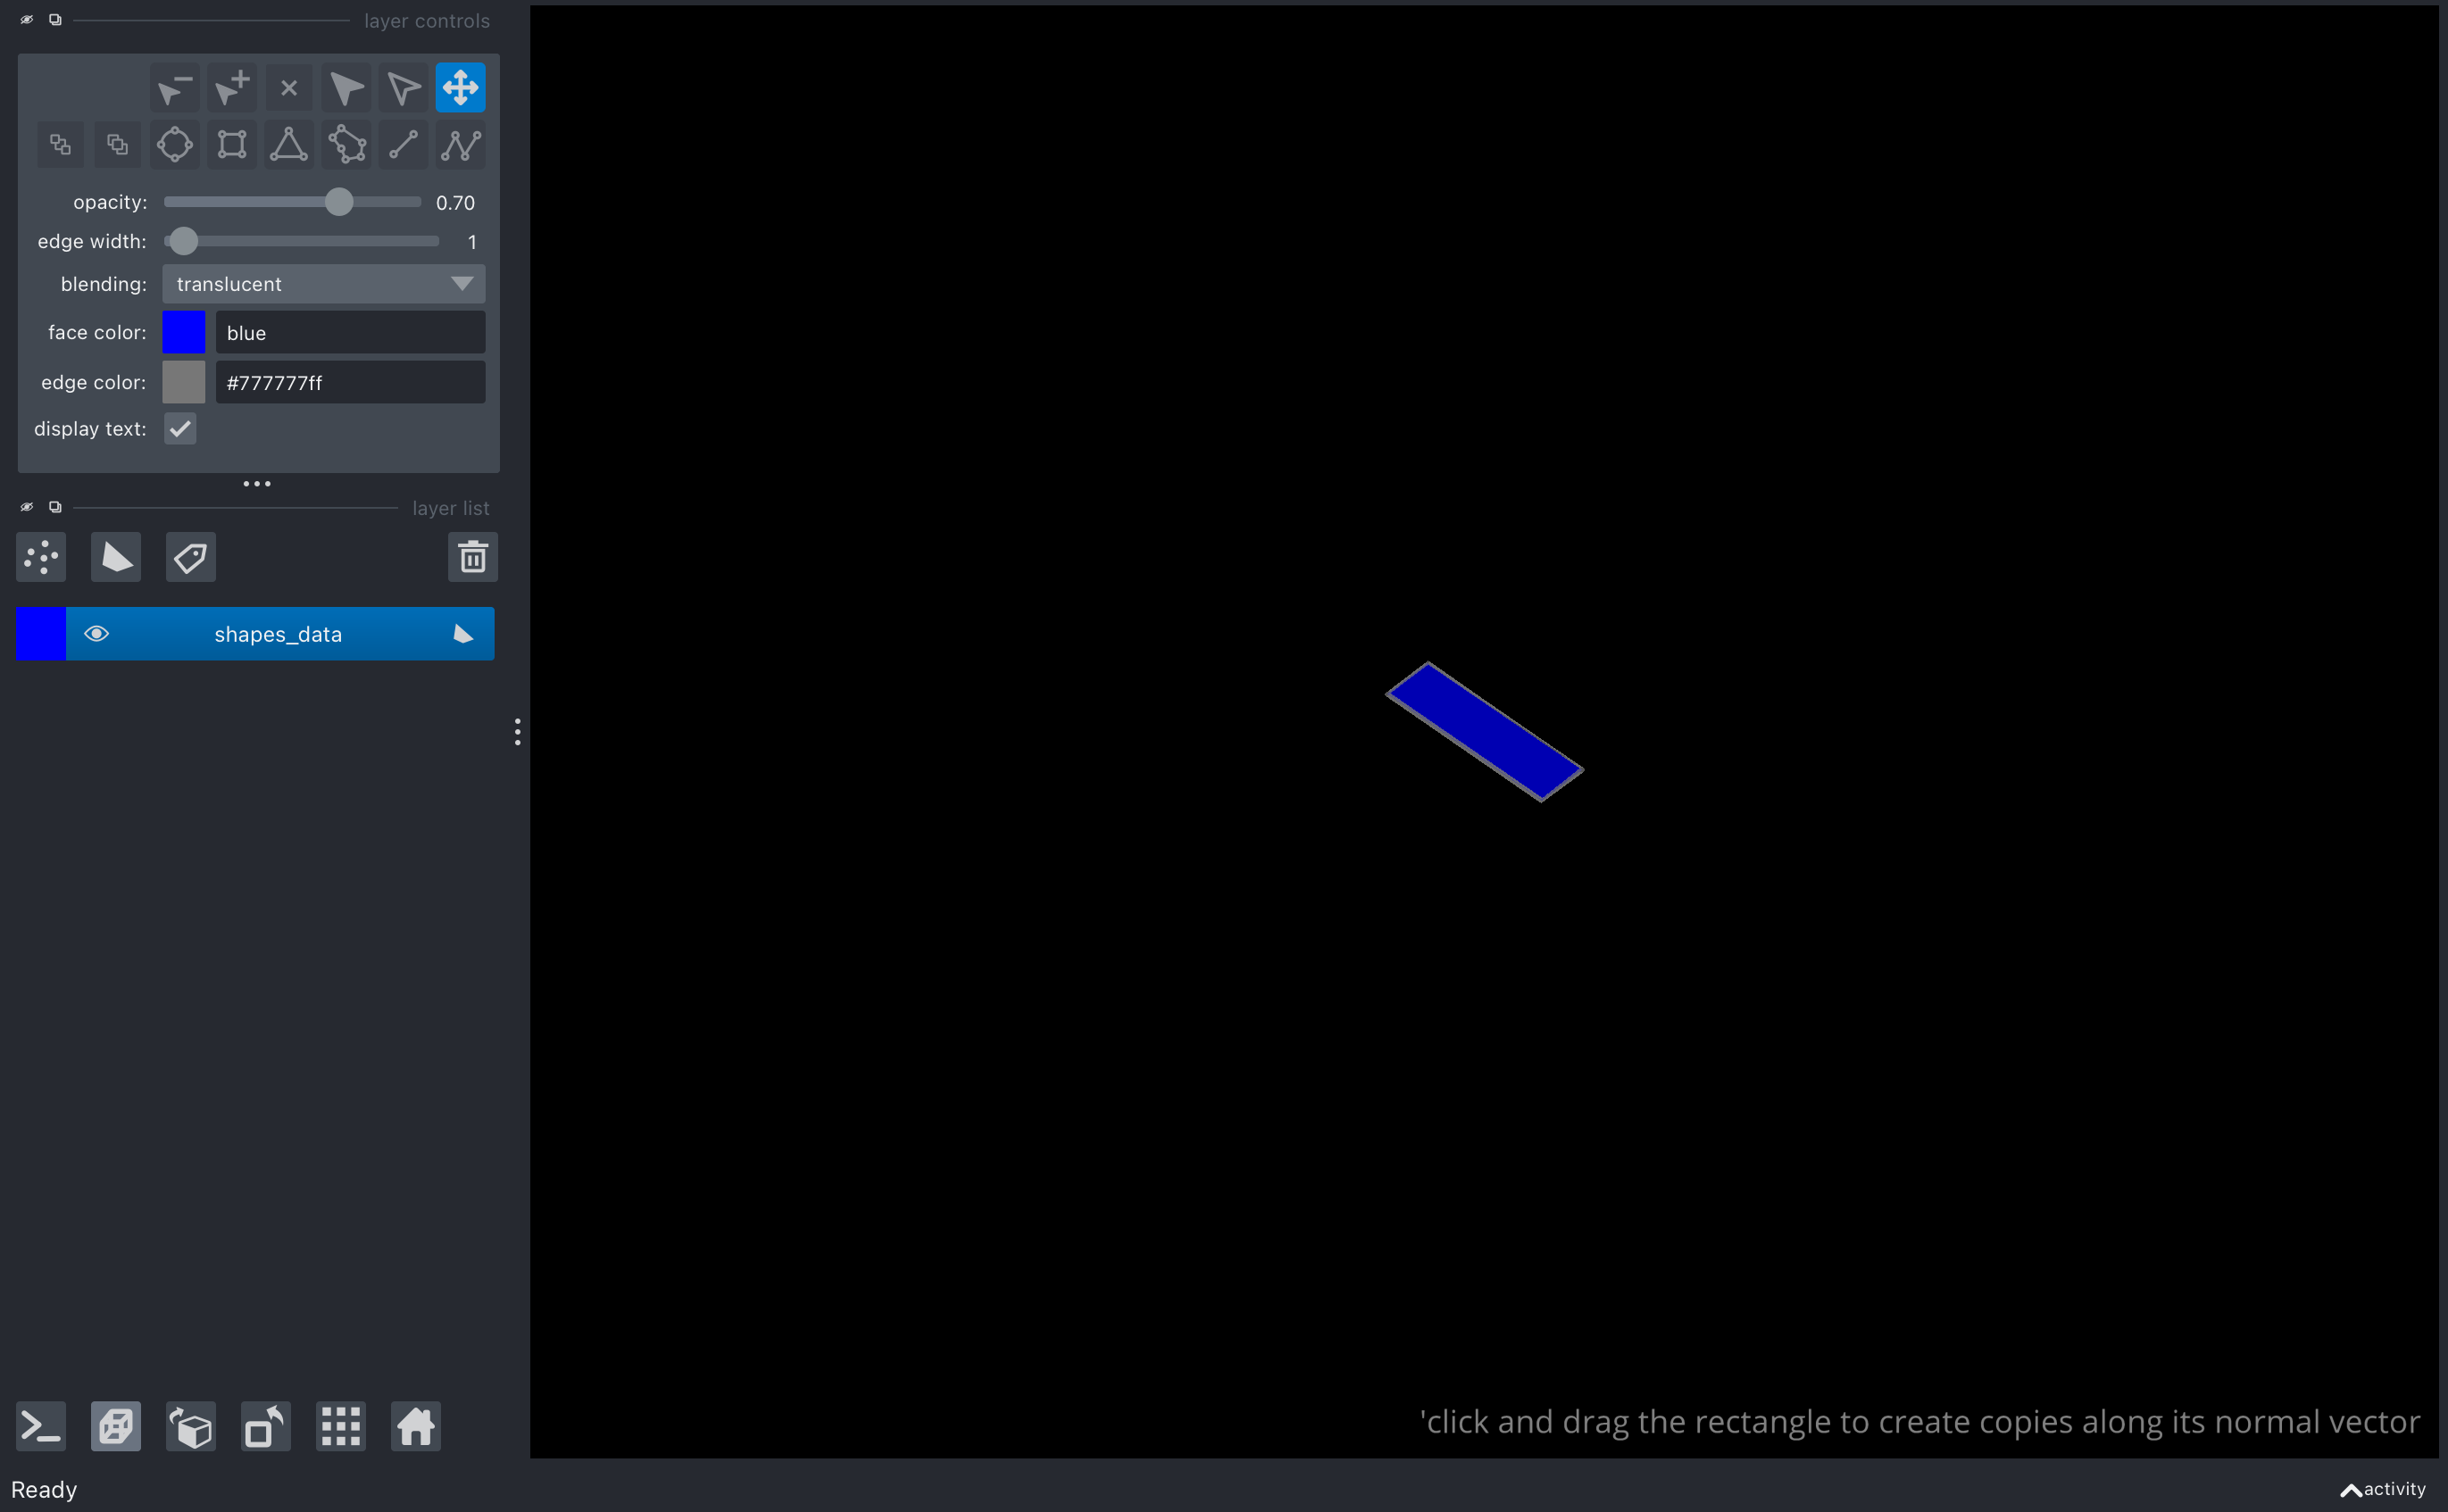 layer controls
opacity: 0.70
edge width: 1
blending: translucent
face color: blue
edge color: #777777ff
display text:
layer list
shapes_data
'click and drag the rectangle to create copies along its normal vector
Ready
activity